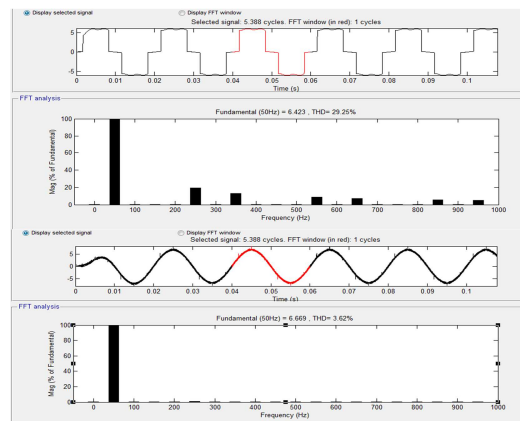 Display selected signal Display FFT window
Selected signal: 5.388 cycles. FFT window (in red): 1 cycles
5
0
-5
0 0.01 0.02 0.03 0.04 0.05 0.06 0.07 0.08 0.09 0.1
Time (s)
FFT analysis
Fundamental (50Hz) = 6.423 , THD= 29.25%
Mag (% of Fundamental)
100
80
60
40
20
0
0 100 200 300 400 500 600 700 800 900 1000
Frequency (Hz)
Display selected signal Display FFT window
Selected signal: 5.388 cycles. FFT window (in red): 1 cycles
5
0
-5
0 0.01 0.02 0.03 0.04 0.05 0.06 0.07 0.08 0.09 0.1
Time (s)
FFT analysis
Fundamental (50Hz) = 6.669 , THD= 3.62%
Mag (% of Fundamental)
100
80
60
40
20
0
0 100 200 300 400 500 600 700 800 900 1000
Frequency (Hz)